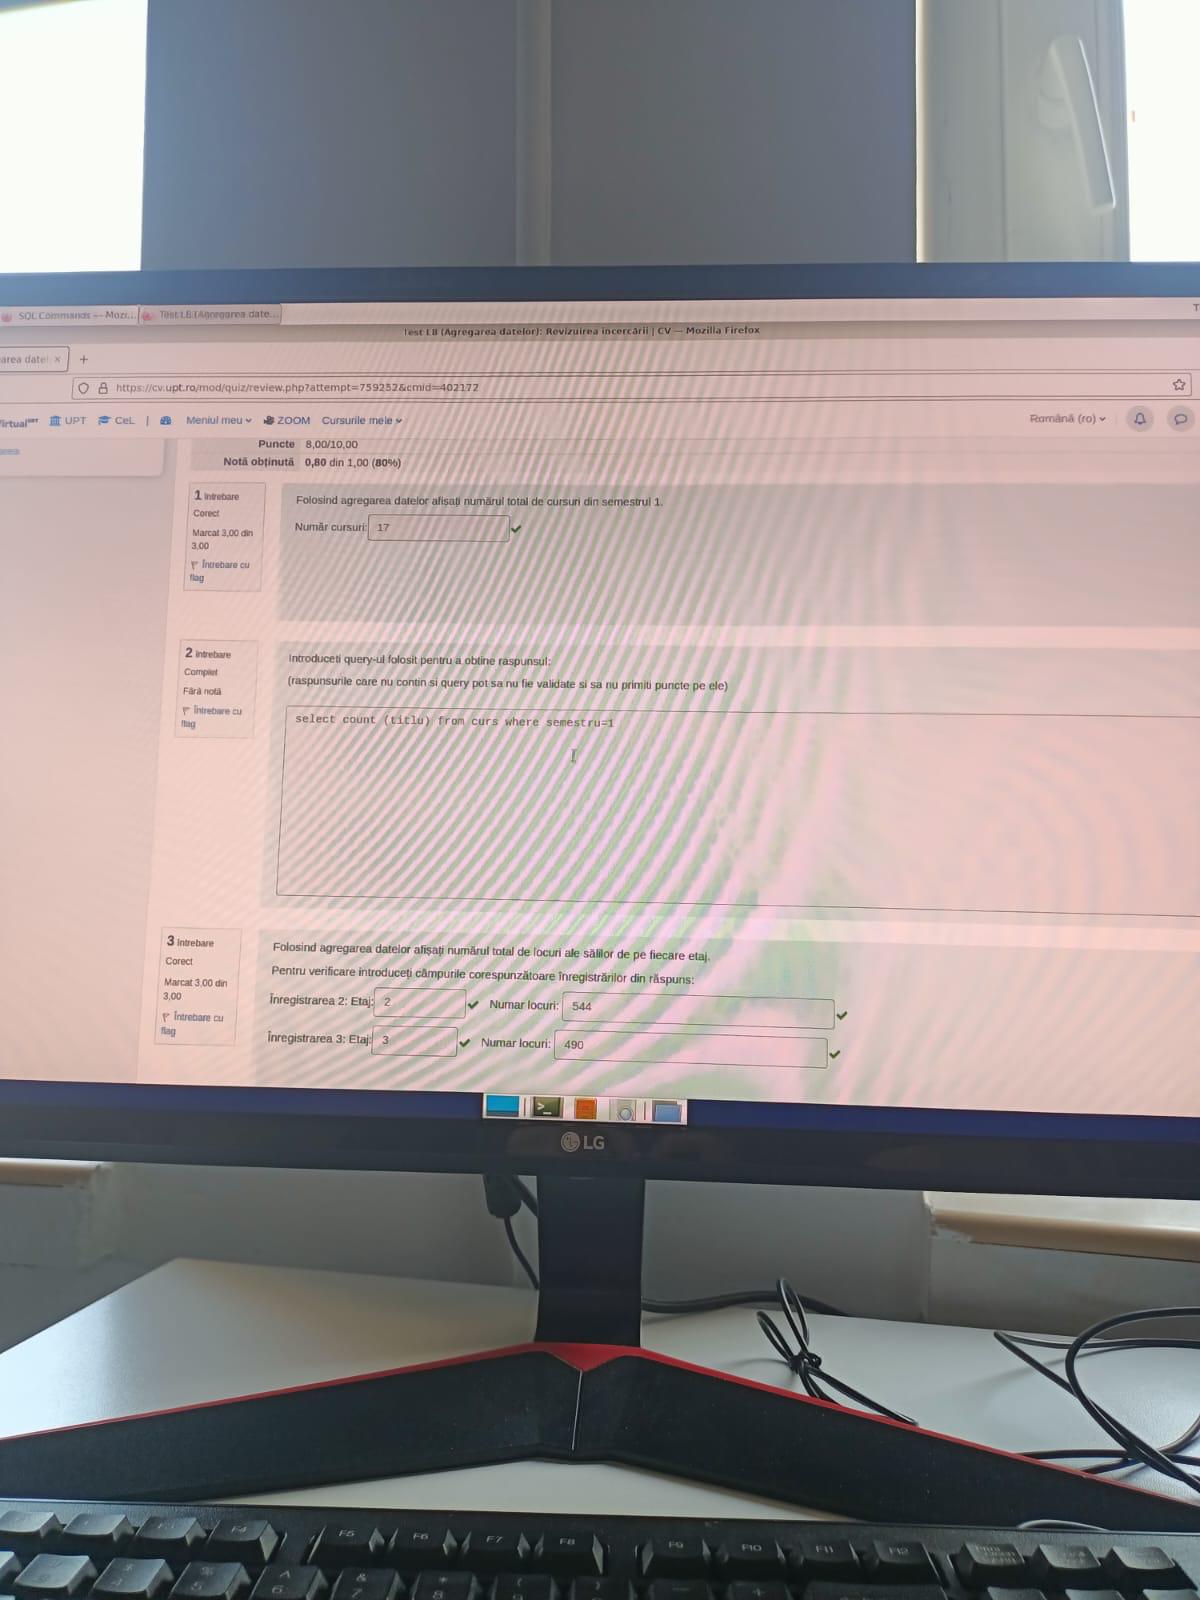 SQL Commands — Mozi...
Test L8 (Agregarea date...
Test L8 (Agregarea datelor): Revizuirea încercării | CV — Mozilla Firefox
area datel × +
https://cv.upt.ro/mod/quiz/review.php?attempt=759252&cmid=402172
UPT CeL | Meniul meu ZOOM Cursurile mele Română (ro)
Puncte 8,00/10,00
Notă obținută 0,80 din 1,00 (80%)
1 Întrebare
Corect
Marcat 3,00 din
3,00
Întrebare cu
flag
Folosind agregarea datelor afișați numărul total de cursuri din semestrul 1.
Număr cursuri: 17
2 Întrebare
Complet
Fără notă
Întrebare cu
flag
Introduceti query-ul folosit pentru a obtine raspunsul:
(raspunsurile care nu contin si query pot sa nu fie validate si sa nu primiti puncte pe ele)
select count (titlu) from curs where semestru=1
3 Întrebare
Corect
Marcat 3,00 din
3,00
Întrebare cu
flag
Folosind agregarea datelor afișați numărul total de locuri ale sălilor de pe fiecare etaj.
Pentru verificare introduceți câmpurile corespunzătoare înregistrărilor din răspuns:
Înregistrarea 2: Etaj: 2 Numar locuri: 544
Înregistrarea 3: Etaj: 3 Numar locuri: 490
LG
F4 F5 F6 F7 F8 F9 F10 F11 F12
% 5 ^ 6 & 7 * 8